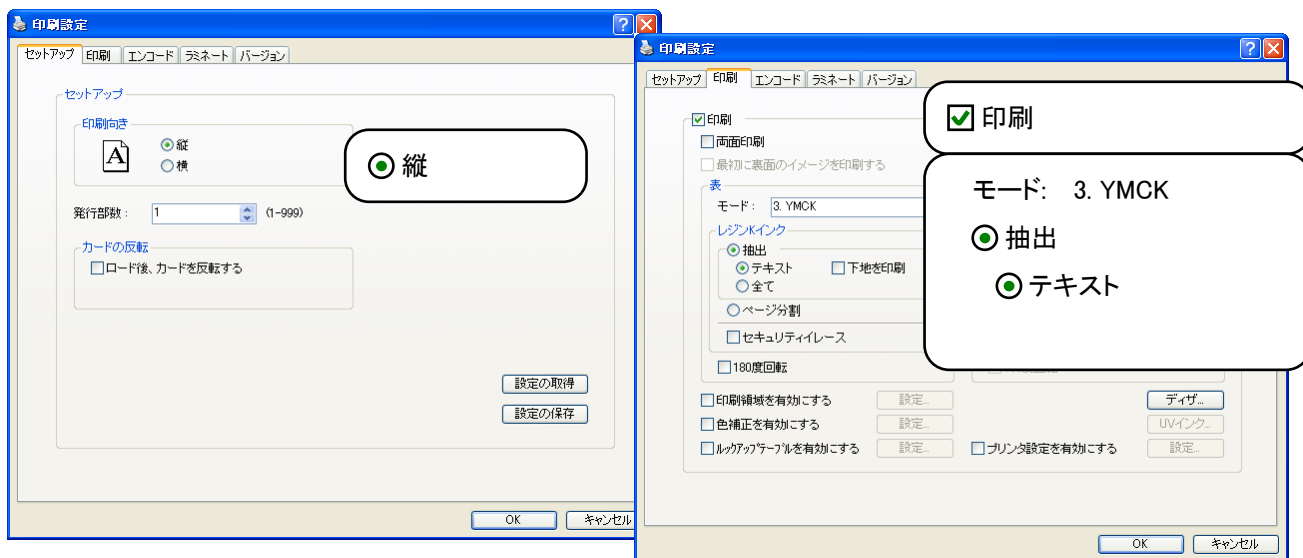 印刷設定
セットアップ 印刷 エンコード ラミネート バージョン
セットアップ
印刷向き
A
縦
横
縦
発行部数: 1 (1-999)
カードの反転
ロード後、カードを反転する
設定の取得
設定の保存
OK キャンセル
印刷設定
セットアップ 印刷 エンコード ラミネート バージョン
印刷
両面印刷
最初に裏面のイメージを印刷する
表
モード: 3. YMCK
レジンKインク
抽出
テキスト 下地を印刷
全て
ページ分割
セキュリティイレース
180度回転
印刷領域を有効にする 設定... ディザ...
色補正を有効にする 設定... UVインク...
ルックアップテーブルを有効にする 設定... プリンタ設定を有効にする 設定...
OK キャンセル
印刷
モード: 3. YMCK
抽出
テキスト